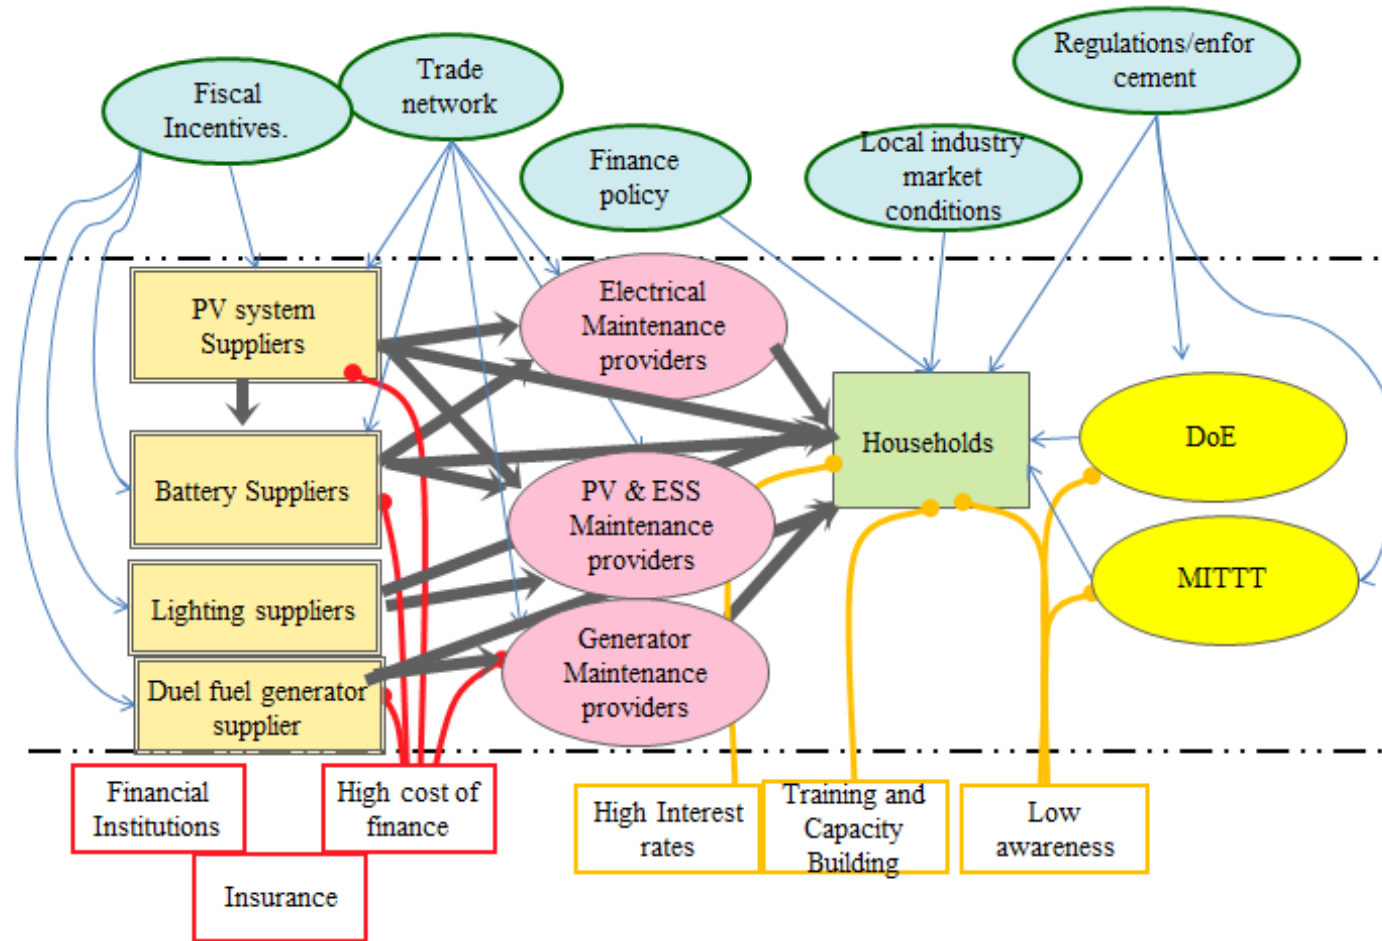 Fiscal
Incentives.
Trade
network
Regulations/enfor
cement
Finance
policy
Local industry
market
conditions
PV system
Suppliers
Electrical
Maintenance
providers
Battery Suppliers
PV & ESS
Maintenance
providers
Households
DoE
MITTT
Lighting suppliers
Duel fuel generator
supplier
Generator
Maintenance
providers
Financial
Institutions
High cost of
finance
Insurance
High Interest
rates
Training and
Capacity
Building
Low
awareness